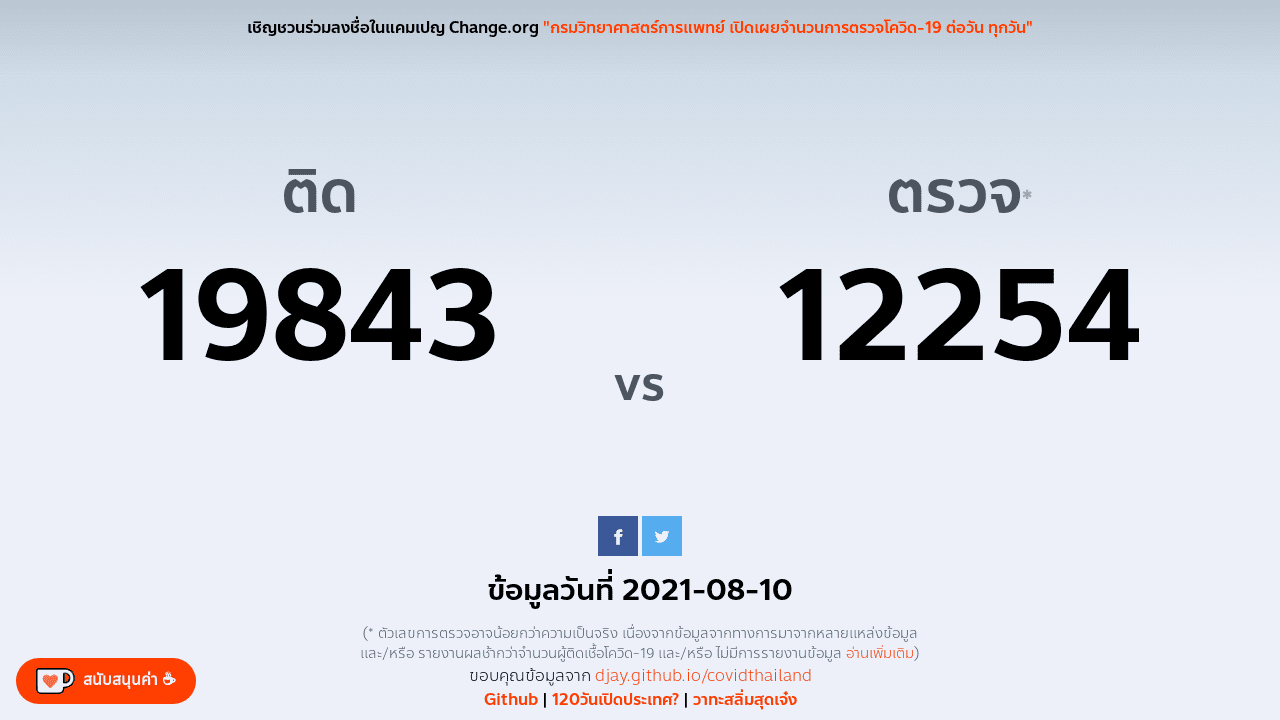 เชิญชวนร่วมลงชื่อในแคมเปญ Change.org "กรมวิทยาศาสตร์การแพทย์ เปิดเผยจำนวนการตรวจโควิด-19 ต่อวัน ทุกวัน"
ติด
19843
vs
ตรวจ*
12254
ข้อมูลวันที่ 2021-08-10
(* ตัวเลขการตรวจอาจน้อยกว่าความเป็นจริง เนื่องจากข้อมูลจากทางการมาจากหลายแหล่งข้อมูล
และ/หรือ รายงานผลช้ากว่าจำนวนผู้ติดเชื้อโควิด-19 และ/หรือ ไม่มีการรายงานข้อมูล อ่านเพิ่มเติม)
ขอบคุณข้อมูลจาก djay.github.io/covidthailand
Github | 120วันเปิดประเทศ? | วาทะสลิ่มสุดเจ๋ง
สนับสนุนค่า ☕